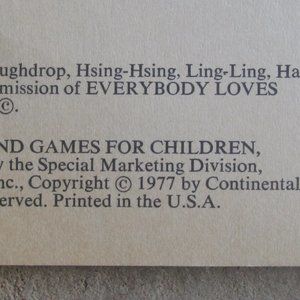 ughdrop, Hsing-Hsing, Ling-Ling, Ha
mission of EVERYBODY LOVES
©.
ND GAMES FOR CHILDREN,
y the Special Marketing Division,
nc., Copyright © 1977 by Continental
erved. Printed in the U.S.A.